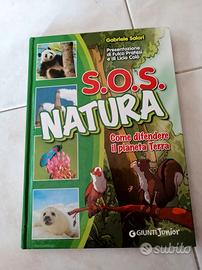 Gabriele Salari
Presentazione
di Fulco Pratesi
e di Licia Colò
S.O.S.
NATURA
Come difendere
il pianeta Terra
GIUNTI Junior
subito